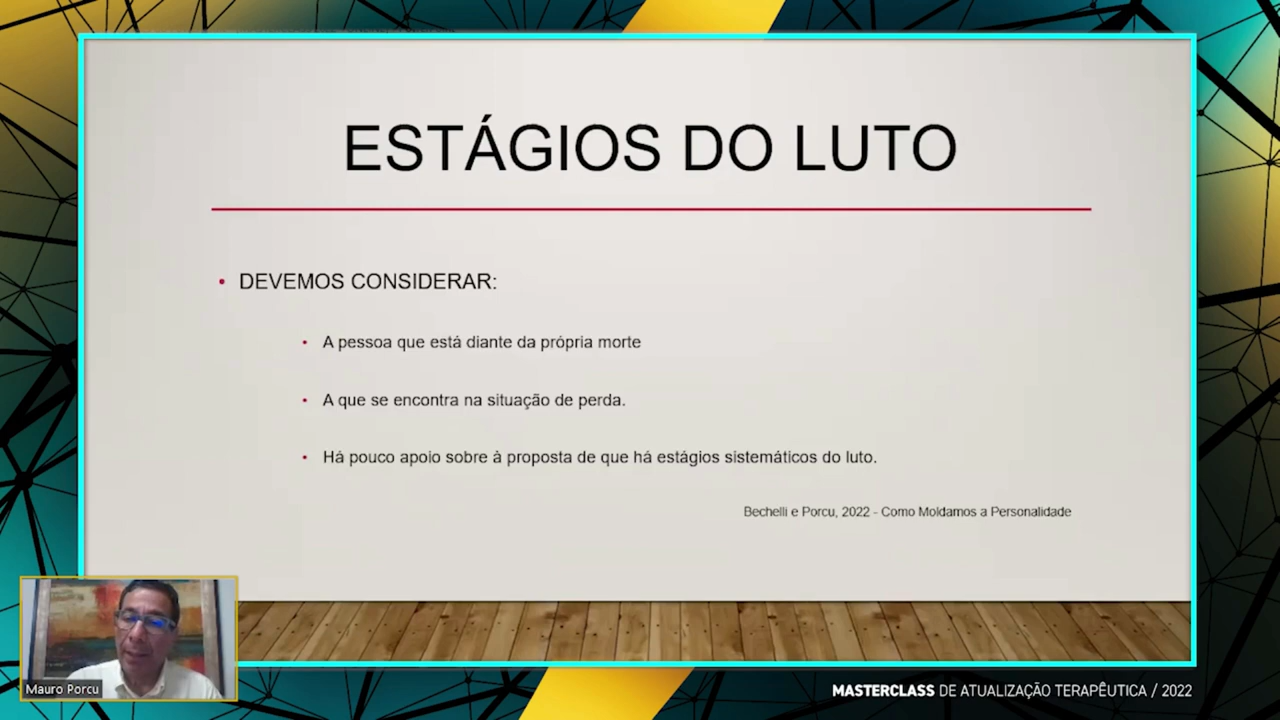 ESTÁGIOS DO LUTO
DEVEMOS CONSIDERAR:
A pessoa que está diante da própria morte
A que se encontra na situação de perda.
Há pouco apoio sobre à proposta de que há estágios sistemáticos do luto.
Bechelli e Porcu, 2022 - Como Moldamos a Personalidade
Mauro Porcu
MASTERCLASS DE ATUALIZAÇÃO TERAPÊUTICA / 2022